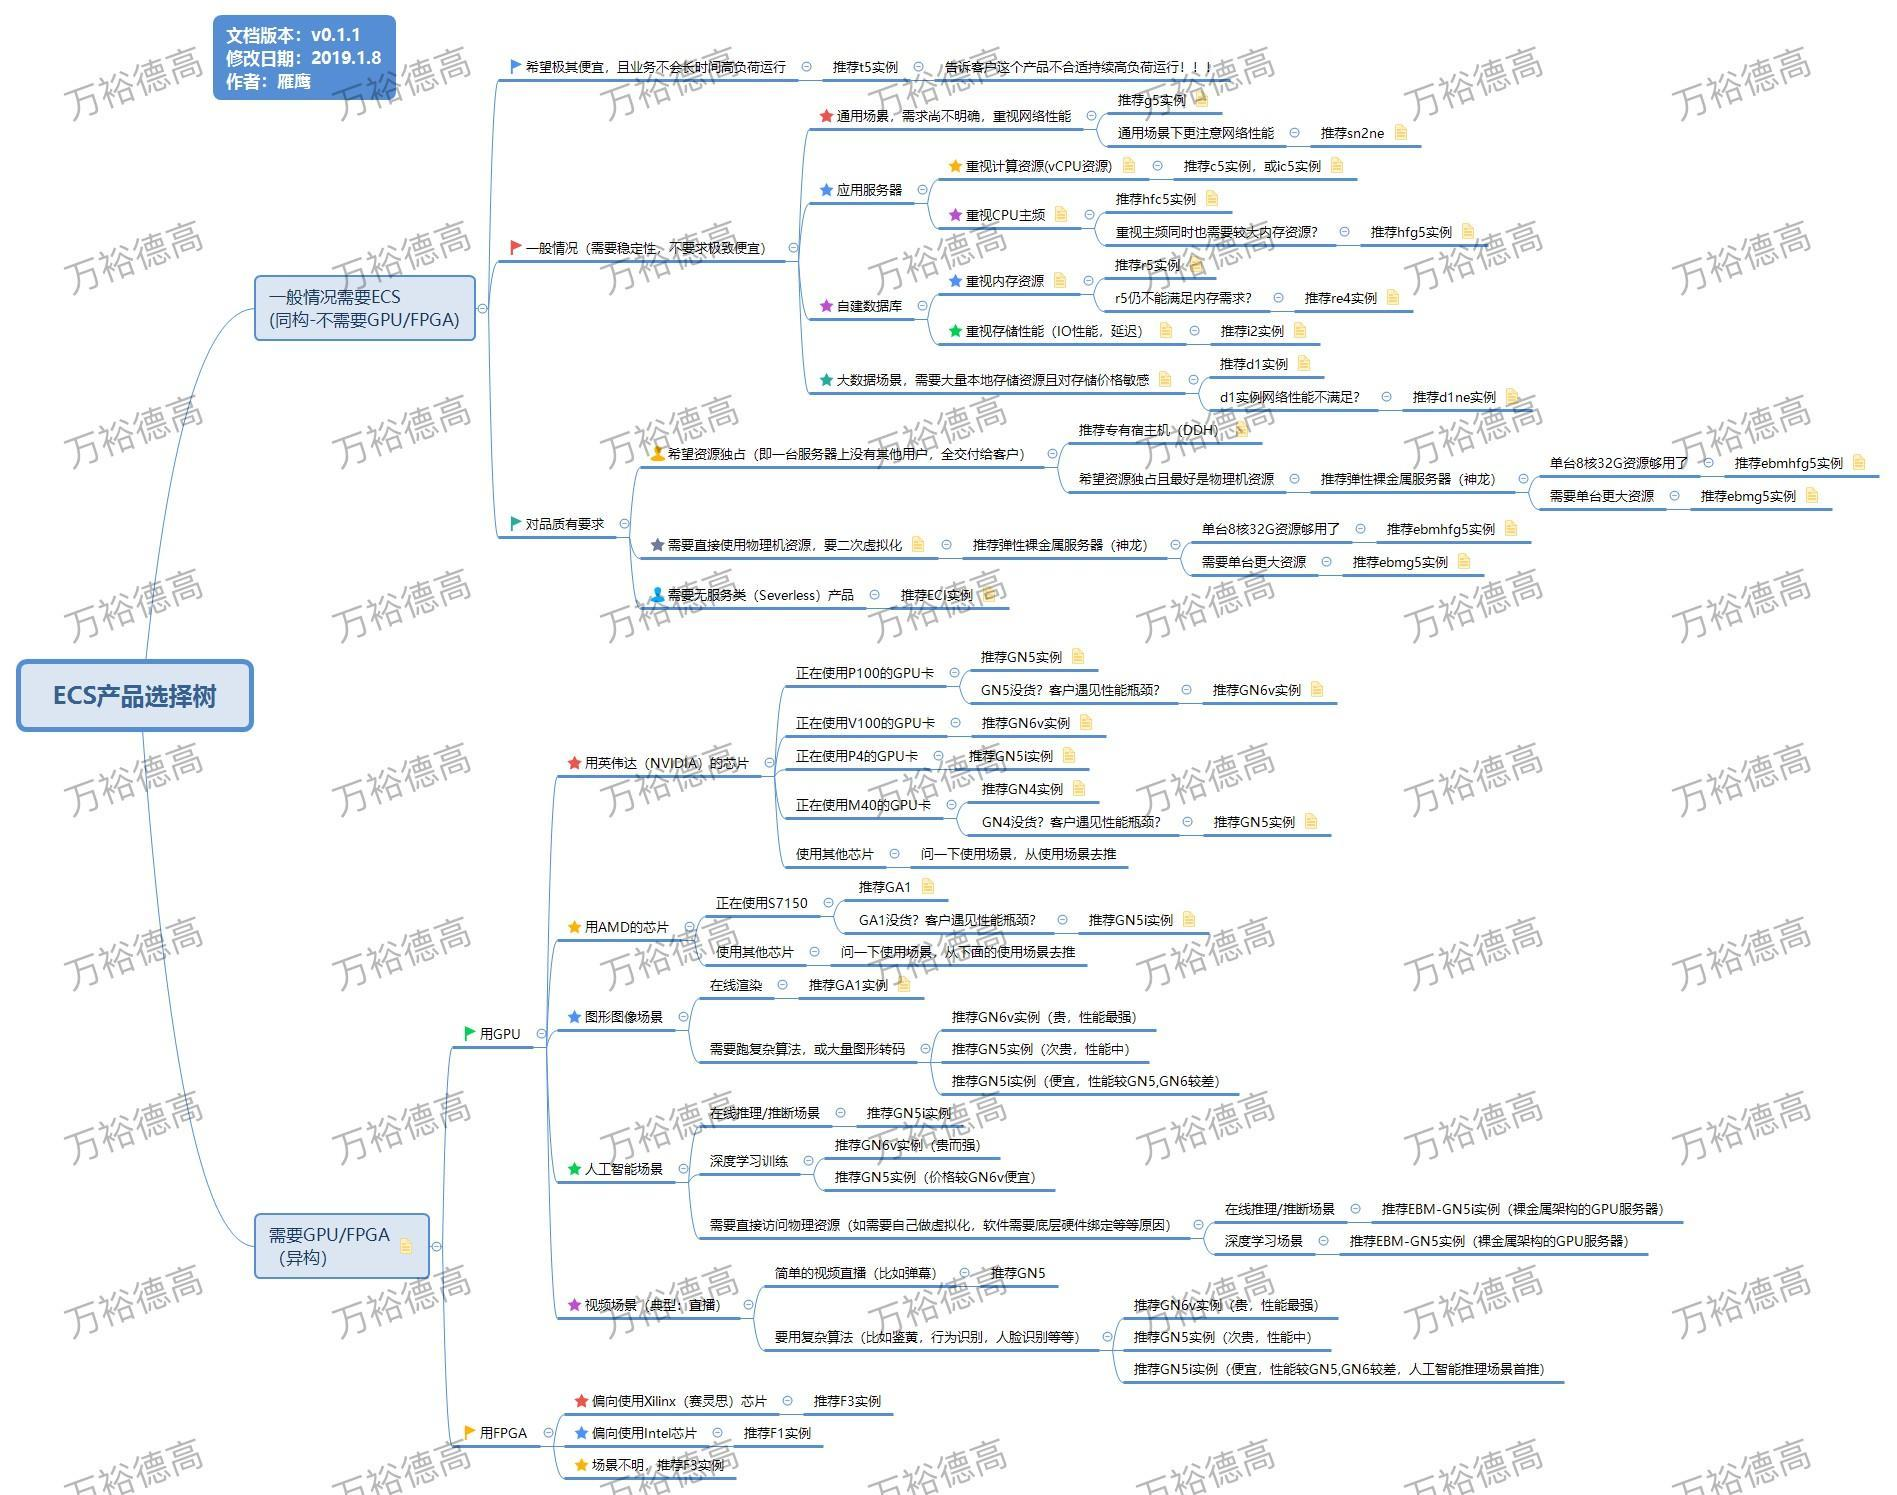 文档版本：v0.1.1
修改日期：2019.1.8
作者：雁鹰
ECS产品选择树
一般情况需要ECS
(同构-不需要GPU/FPGA)
希望极其便宜，且业务不会长时间高负荷运行
推荐t5实例
告诉客户这个产品不合适持续高负荷运行！！！
一般情况（需要稳定性，不要求极致便宜）
通用场景，需求尚不明确，重视网络性能
推荐g5实例
通用场景下更注意网络性能
推荐sn2ne
应用服务器
重视计算资源(vCPU资源)
推荐c5实例，或ic5实例
重视CPU主频
推荐hfc5实例
重视主频同时也需要较大内存资源？
推荐hfg5实例
自建数据库
重视内存资源
推荐r5实例
r5仍不能满足内存需求？
推荐re4实例
重视存储性能（IO性能，延迟）
推荐i2实例
大数据场景，需要大量本地存储资源且对存储价格敏感
推荐d1实例
d1实例网络性能不满足？
推荐d1ne实例
对品质有要求
希望资源独占（即一台服务器上没有其他用户，全交付给客户）
推荐专有宿主机（DDH）
希望资源独占且最好是物理机资源
推荐弹性裸金属服务器（神龙）
单台8核32G资源够用了
推荐ebmhfg5实例
需要单台更大资源
推荐ebmg5实例
需要直接使用物理机资源，要二次虚拟化
推荐弹性裸金属服务器（神龙）
单台8核32G资源够用了
推荐ebmhfg5实例
需要单台更大资源
推荐ebmg5实例
需要无服务类（Severless）产品
推荐ECI实例
需要GPU/FPGA
（异构）
用GPU
用英伟达（NVIDIA）的芯片
正在使用P100的GPU卡
推荐GN5实例
GN5没货？客户遇见性能瓶颈？
推荐GN6v实例
正在使用V100的GPU卡
推荐GN6v实例
正在使用P4的GPU卡
推荐GN5i实例
正在使用M40的GPU卡
推荐GN4实例
GN4没货？客户遇见性能瓶颈？
推荐GN5实例
使用其他芯片
问一下使用场景，从使用场景去推
用AMD的芯片
正在使用S7150
推荐GA1
GA1没货？客户遇见性能瓶颈？
推荐GN5i实例
使用其他芯片
问一下使用场景，从下面的使用场景去推
图形图像场景
在线渲染
推荐GA1实例
需要跑复杂算法，或大量图形转码
推荐GN6v实例（贵，性能最强）
推荐GN5实例（次贵，性能中）
推荐GN5i实例（便宜，性能较GN5,GN6较差）
人工智能场景
在线推理/推断场景
推荐GN5i实例
深度学习训练
推荐GN6v实例（贵而强）
推荐GN5实例（价格较GN6v便宜）
需要直接访问物理资源（如需要自己做虚拟化，软件需要底层硬件绑定等等原因）
在线推理/推断场景
推荐EBM-GN5i实例（裸金属架构的GPU服务器）
深度学习场景
推荐EBM-GN5实例（裸金属架构的GPU服务器）
视频场景（典型：直播）
简单的视频直播（比如弹幕）
推荐GN5
要用复杂算法（比如鉴黄，行为识别，人脸识别等等）
推荐GN6v实例（贵，性能最强）
推荐GN5实例（次贵，性能中）
推荐GN5i实例（便宜，性能较GN5,GN6较差，人工智能推理场景首推）
用FPGA
偏向使用Xilinx（赛灵思）芯片
推荐F3实例
偏向使用Intel芯片
推荐F1实例
场景不明，推荐F3实例
万裕德高